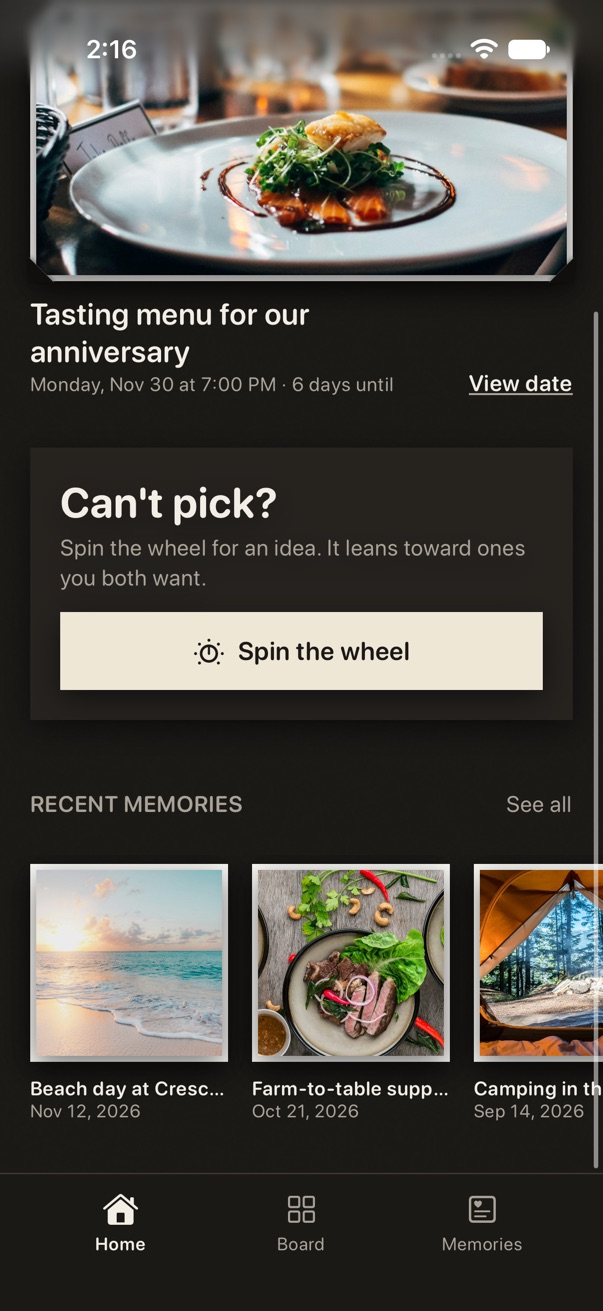 2:16
Tasting menu for our
anniversary
Monday, Nov 30 at 7:00 PM · 6 days until
View date
Can't pick?
Spin the wheel for an idea. It leans toward ones
you both want.
Spin the wheel
RECENT MEMORIES
See all
Beach day at Cresc...
Farm-to-table supp...
Camping in th
Nov 12, 2026
Oct 21, 2026
Sep 14, 2026
Home
Board
Memories